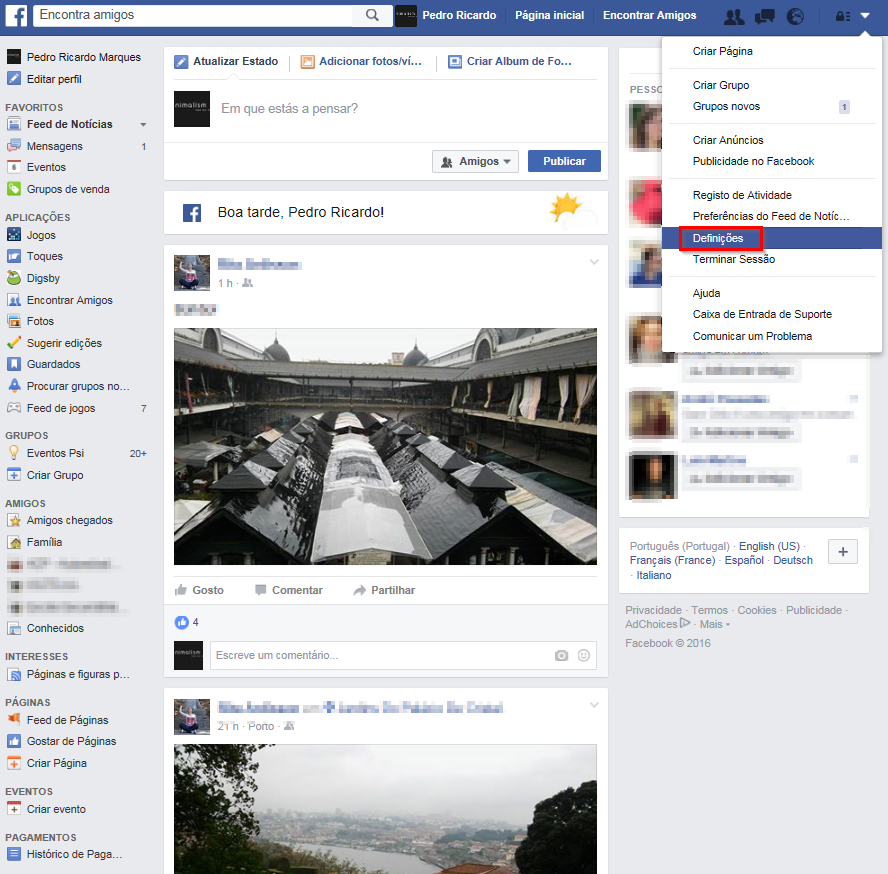 Encontra amigos
Pedro Ricardo
Página inicial
Encontrar Amigos
Pedro Ricardo Marques
Editar perfil
FAVORITOS
Feed de Notícias
Mensagens 1
Eventos
Grupos de venda
APLICAÇÕES
Jogos
Toques
Digsby
Encontrar Amigos
Fotos
Sugerir edições
Guardados
Procurar grupos no...
Feed de jogos 7
GRUPOS
Eventos Psi 20+
Criar Grupo
AMIGOS
Amigos chegados
Família
Conhecidos
INTERESSES
Páginas e figuras p...
PÁGINAS
Feed de Páginas
Gostar de Páginas
Criar Página
EVENTOS
Criar evento
PAGAMENTOS
Histórico de Paga...
Atualizar Estado
Adicionar fotos/ví...
Criar Album de Fo...
nimalism
Em que estás a pensar?
Amigos
Publicar
Boa tarde, Pedro Ricardo!
1 h ·
Gosto
Comentar
Partilhar
4
nimalism
Escreve um comentário...
21 h · Porto ·
Criar Página
Criar Grupo
Grupos novos 1
Criar Anúncios
Publicidade no Facebook
Registo de Atividade
Preferências do Feed de Notíc...
Definições
Terminar Sessão
Ajuda
Caixa de Entrada de Suporte
Comunicar um Problema
PESSO
Português (Portugal) · English (US) ·
Français (France) · Español · Deutsch
· Italiano
+
Privacidade · Termos · Cookies · Publicidade ·
AdChoices · Mais
Facebook © 2016